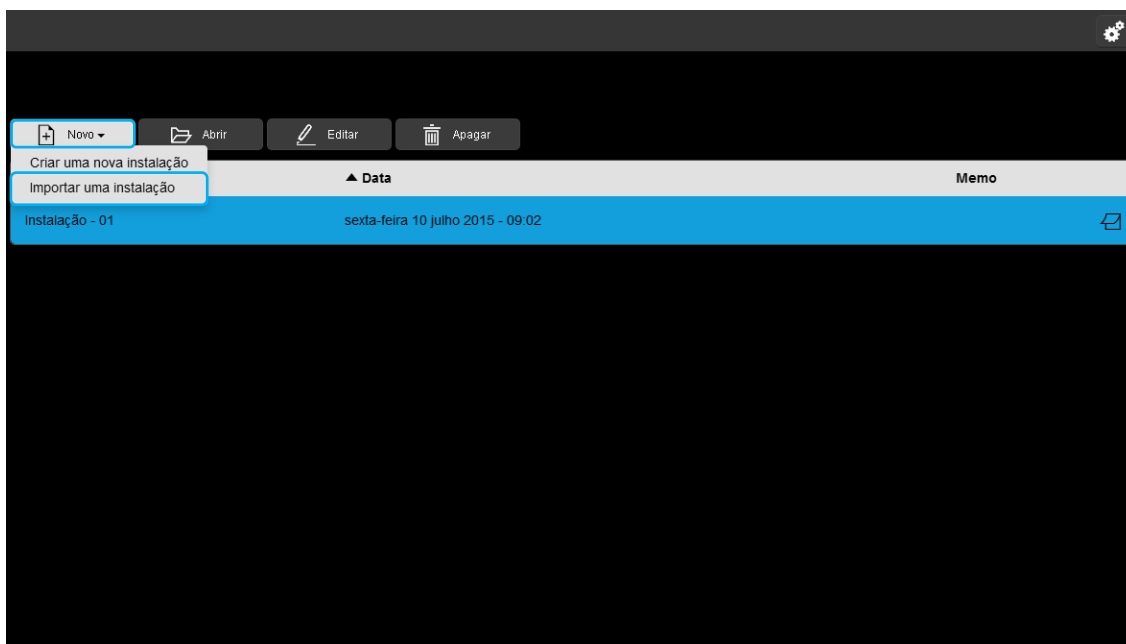 Novo Abrir Editar Apagar
Criar uma nova instalação
Importar uma instalação
Data Memo
Instalação - 01 sexta-feira 10 julho 2015 - 09:02